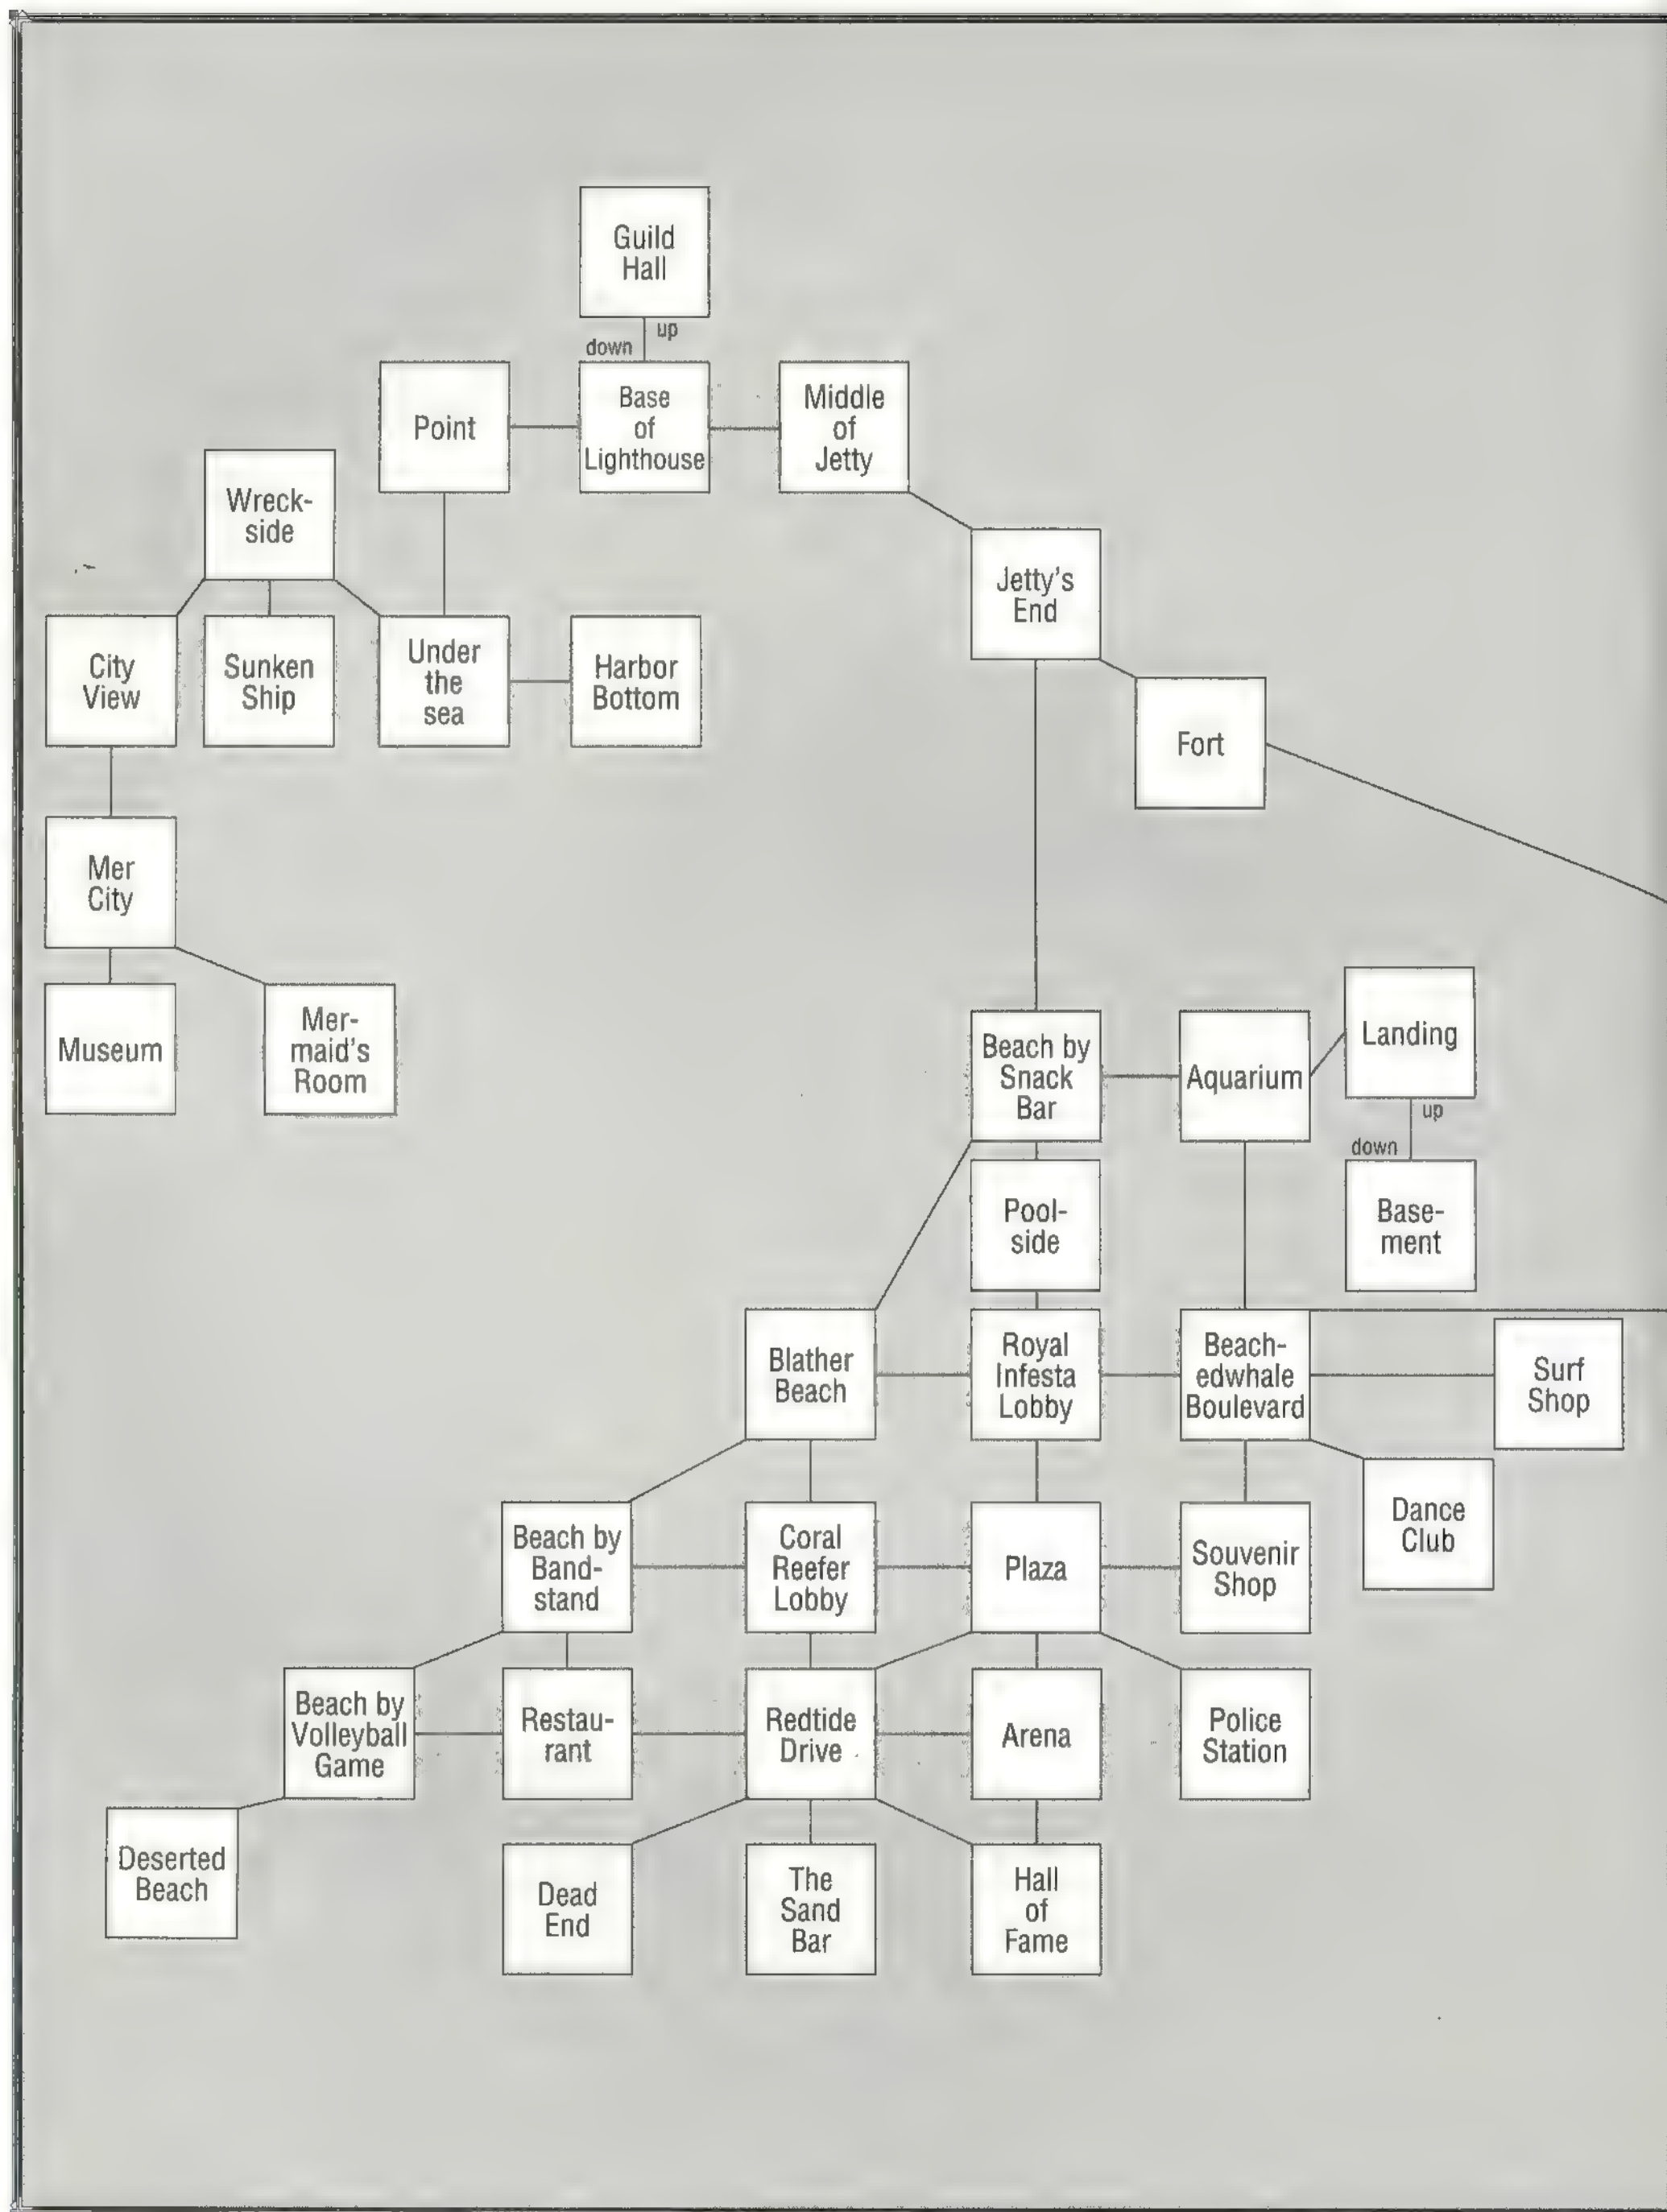 Guild
Hall
up
down
Point
Base
of
Lighthouse
Middle
of
Jetty
Wreck-
side
Jetty's
End
City
View
Sunken
Ship
Under
the
sea
Harbor
Bottom
Fort
Mer
City
Museum
Mer-
maid's
Room
Beach by
Snack
Bar
Aquarium
Landing
up
down
Pool-
side
Base-
ment
Blather
Beach
Royal
Infesta
Lobby
Beach-
edwhale
Boulevard
Surf
Shop
Beach by
Band-
stand
Coral
Reefer
Lobby
Plaza
Souvenir
Shop
Dance
Club
Beach by
Volleyball
Game
Restau-
rant
Redtide
Drive
Arena
Police
Station
Deserted
Beach
Dead
End
The
Sand
Bar
Hall
of
Fame